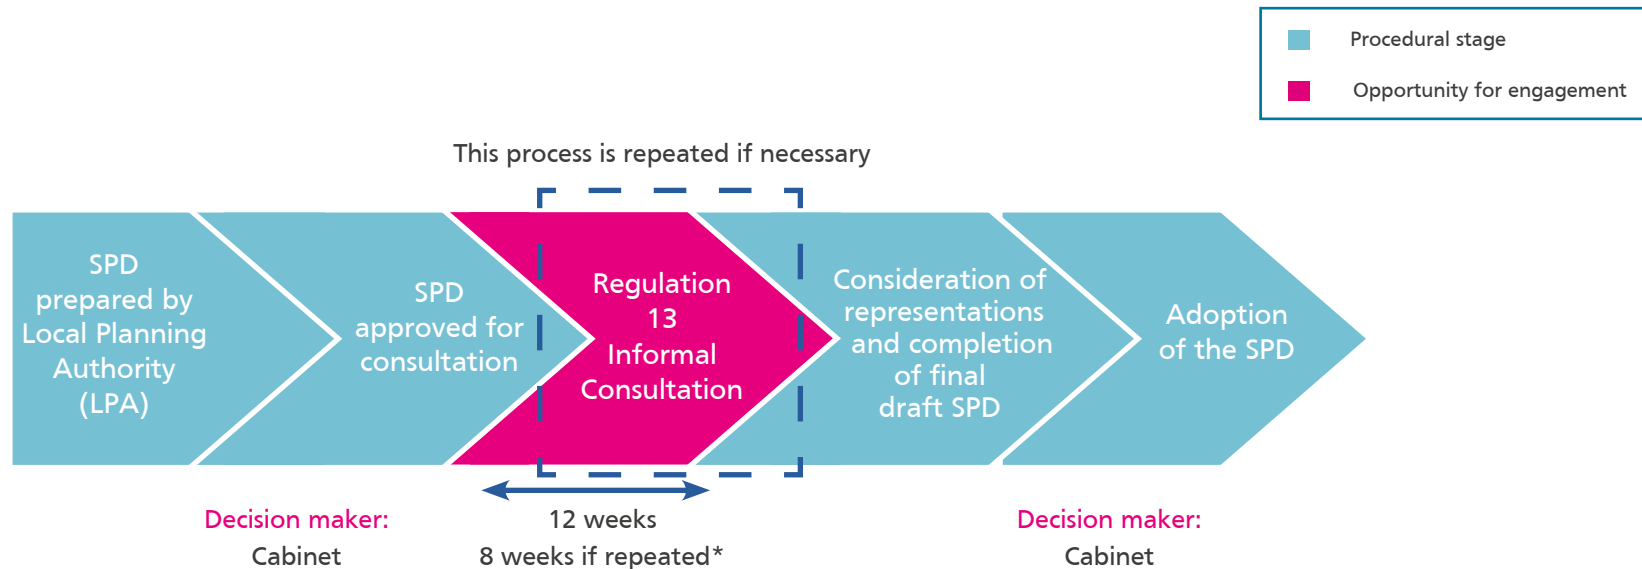 Procedural stage
Opportunity for engagement
This process is repeated if necessary
SPD
prepared by
Local Planning
Authority
(LPA)
SPD
approved for
consultation
Regulation
13
Informal
Consultation
Consideration of
representations
and completion
of final
draft SPD
Adoption
of the SPD
Decision maker:
Cabinet
12 weeks
8 weeks if repeated*
Decision maker:
Cabinet